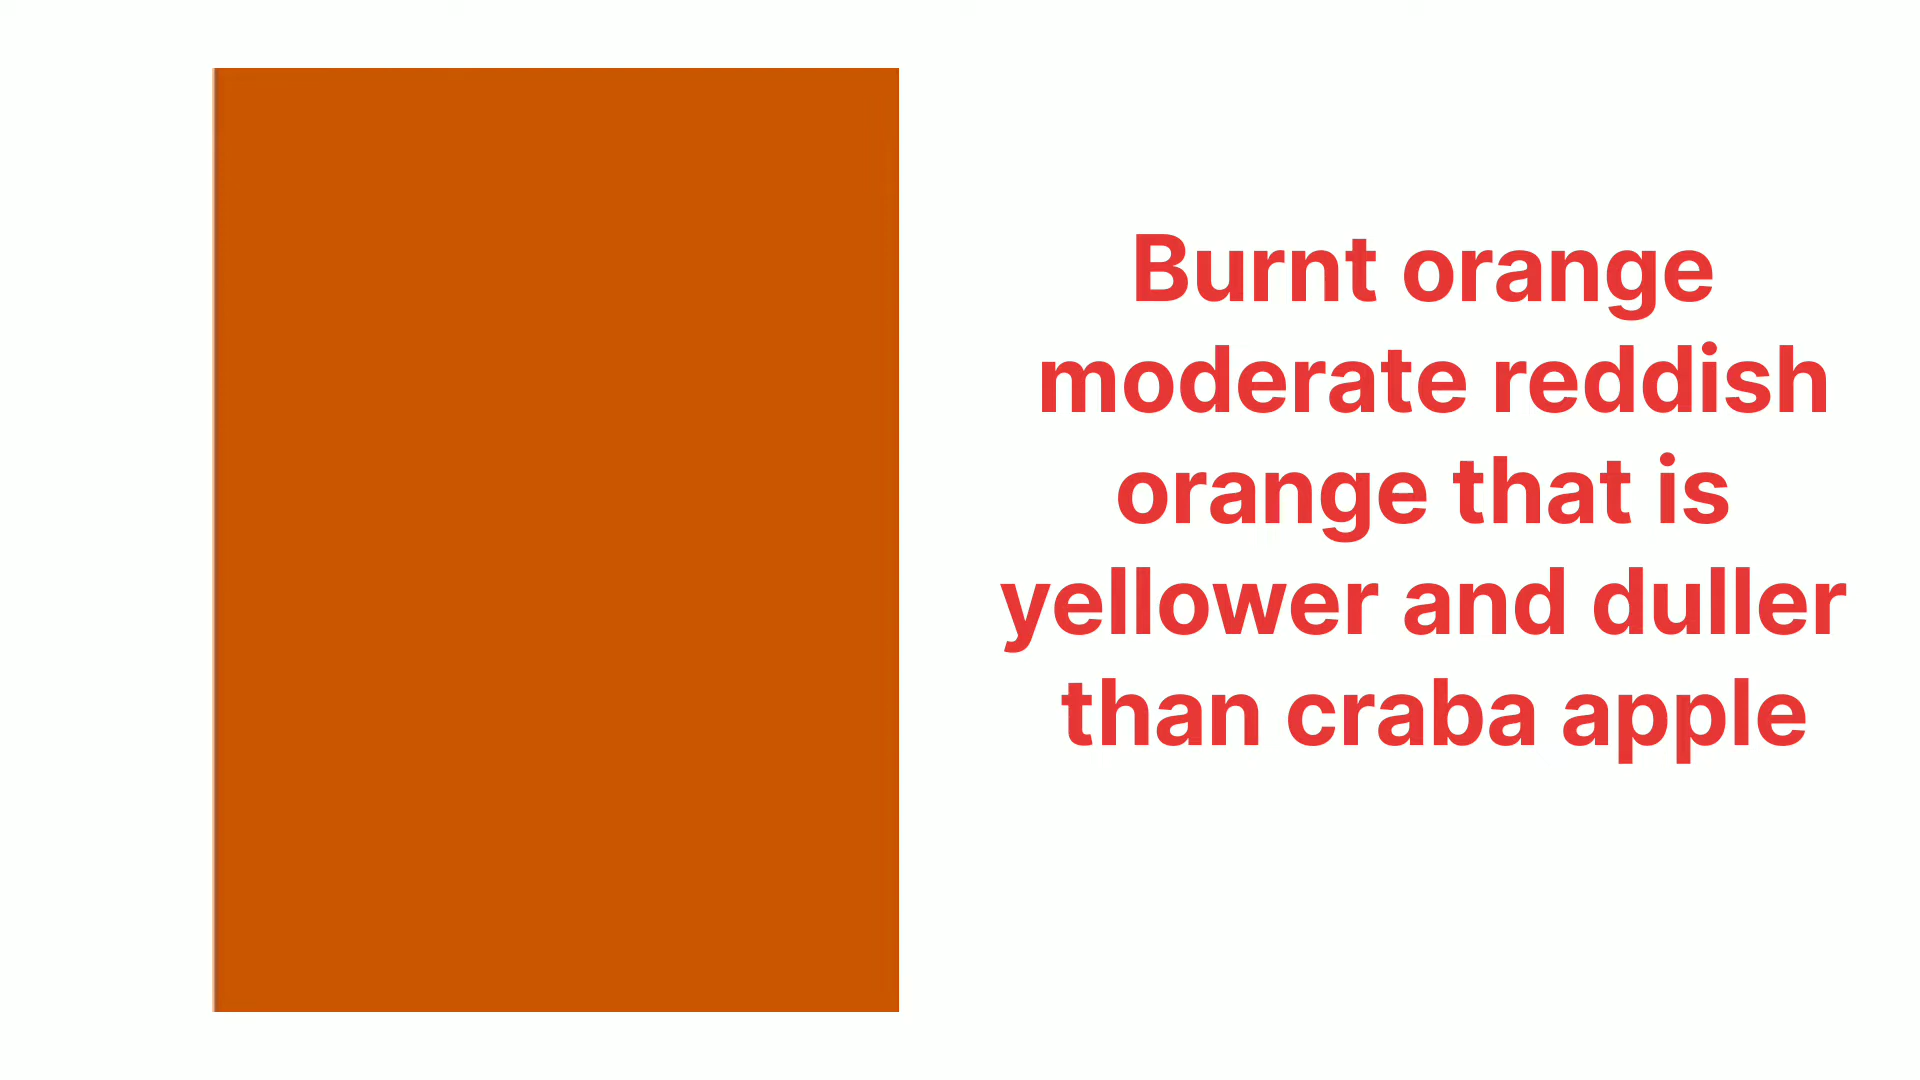 Burnt orange
moderate reddish
orange that is
yellower and duller
than craba apple